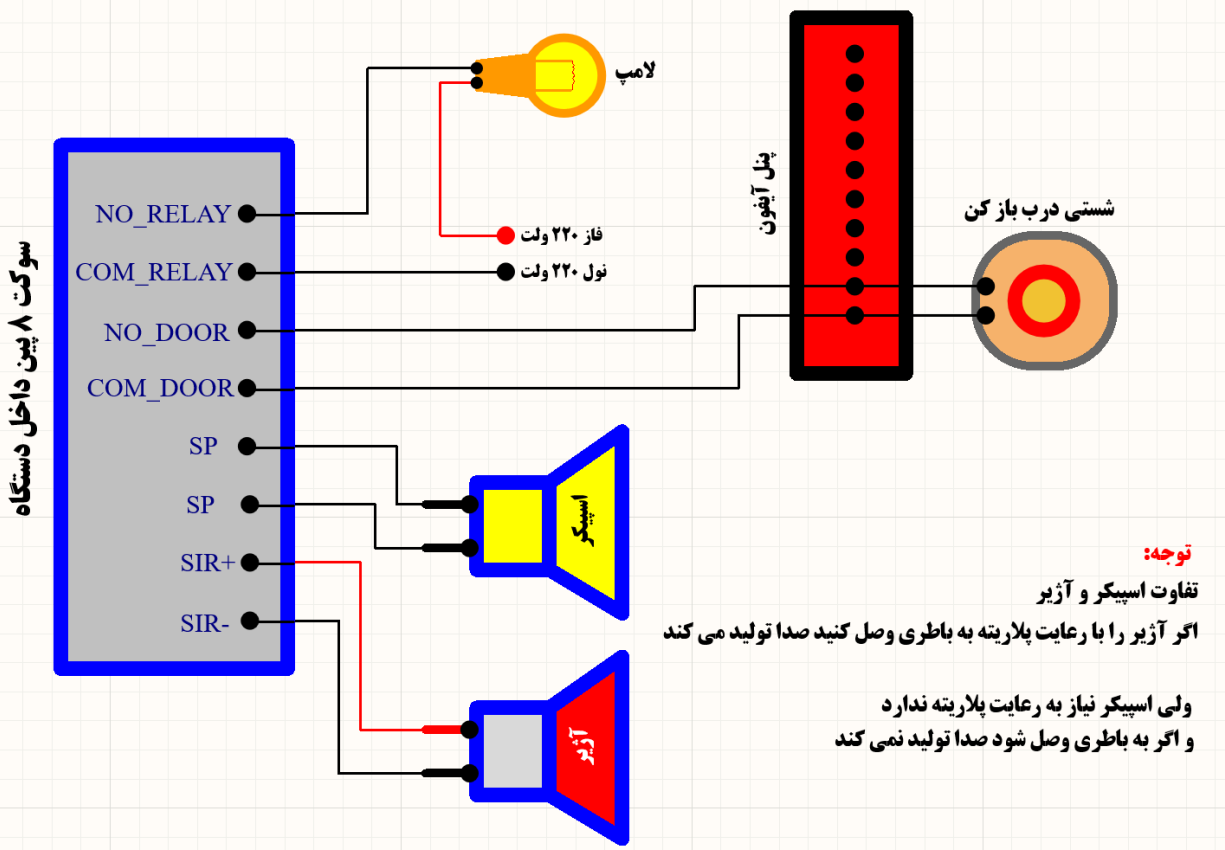 لامپ
پنل آیفون
شستی درب باز کن
سوکت ۸ پین داخل دستگاه
NO_RELAY
فاز ۲۲۰ ولت
COM_RELAY
نول ۲۲۰ ولت
NO_DOOR
COM_DOOR
SP
SP
SIR+
SIR-
اسپیکر
آژیر
توجه:
تفاوت اسپیکر و آژیر
اگر آژیر را با رعایت پلاریته به باطری وصل کنید صدا تولید می کند
ولی اسپیکر نیاز به رعایت پلاریته ندارد
و اگر به باطری وصل شود صدا تولید نمی کند